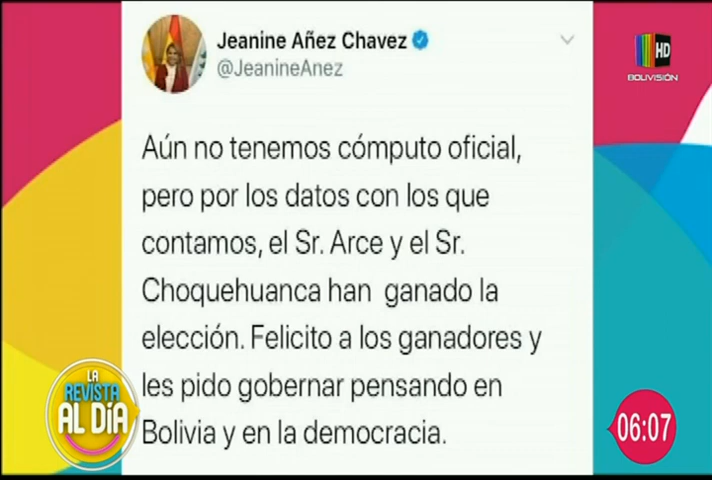 Jeanine Añez Chavez
@JeanineAnez
HD
BOLIVISIÓN
Aún no tenemos cómputo oficial,
pero por los datos con los que
contamos, el Sr. Arce y el Sr.
Choquehuanca han ganado la
elección. Felicito a los ganadores y
les pido gobernar pensando en
Bolivia y en la democracia.
LA
REVISTA
AL DÍA
06:07